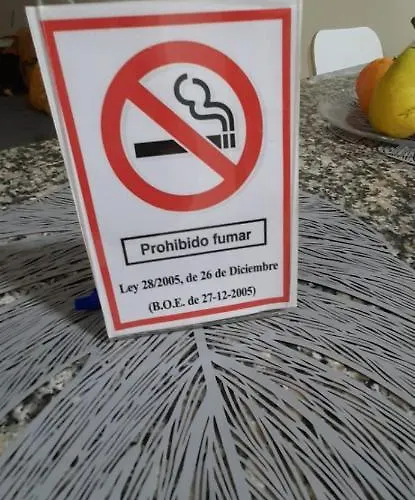 Prohibido fumar
Ley 28/2005, de 26 de Diciembre
(B.O.E. de 27-12-2005)